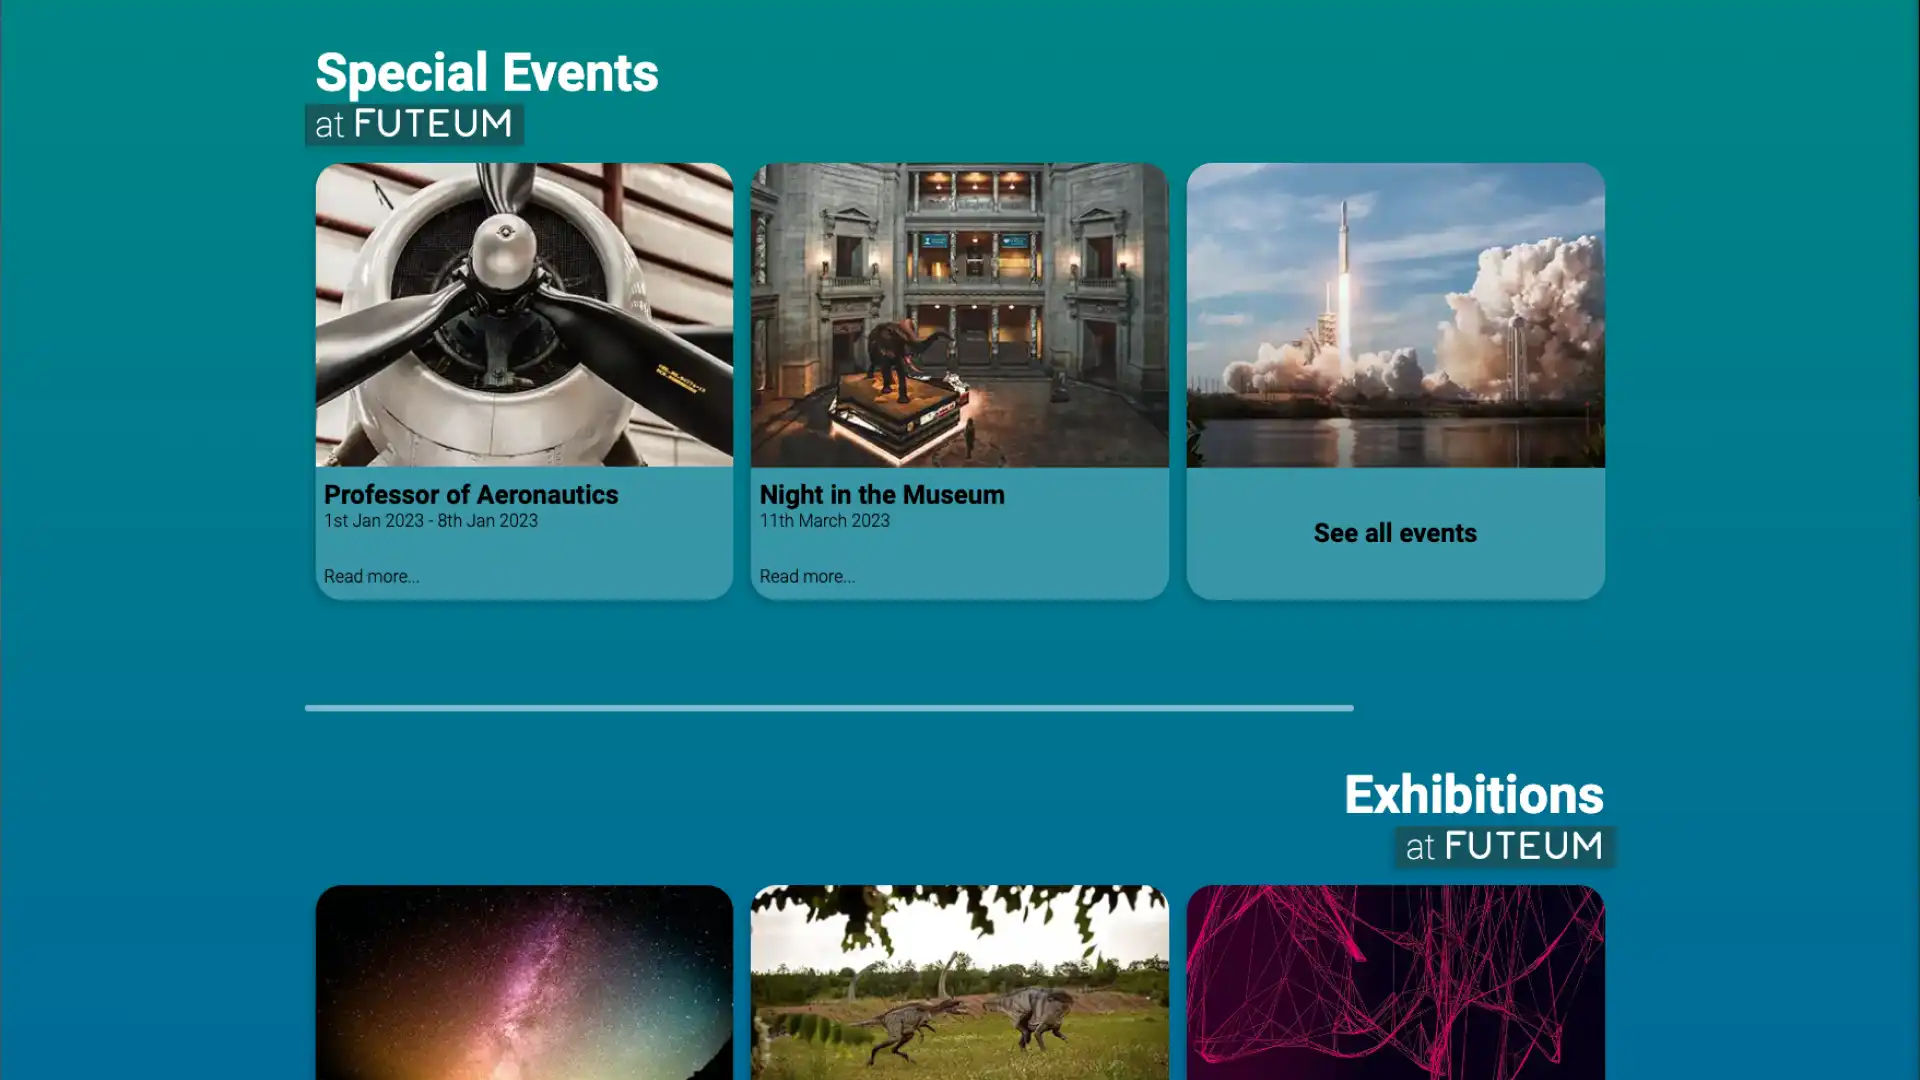 Special Events
at FUTEUM
Professor of Aeronautics
1st Jan 2023 - 8th Jan 2023
Read more...
Night in the Museum
11th March 2023
Read more...
See all events
Exhibitions
at FUTEUM